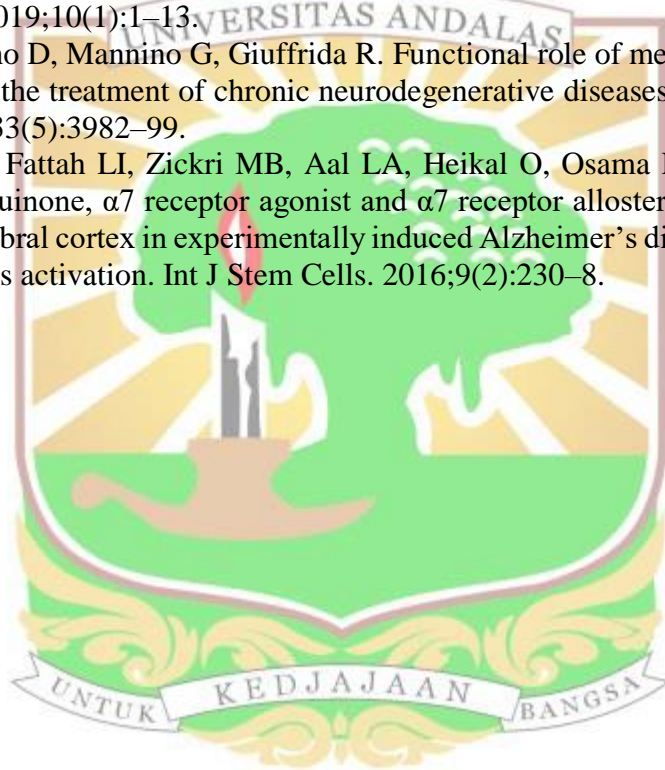 019;10(1):1–13.
UNIVERSITAS ANDALAS
no D, Mannino G, Giuffrida R. Functional role of me
the treatment of chronic neurodegenerative diseases
33(5):3982–99.
Fattah LI, Zickri MB, Aal LA, Heikal O, Osama
uinone, α7 receptor agonist and α7 receptor alloster
bral cortex in experimentally induced Alzheimer’s di
s activation. Int J Stem Cells. 2016;9(2):230–8.
UNTUK KEDJAJAAN BANGSA